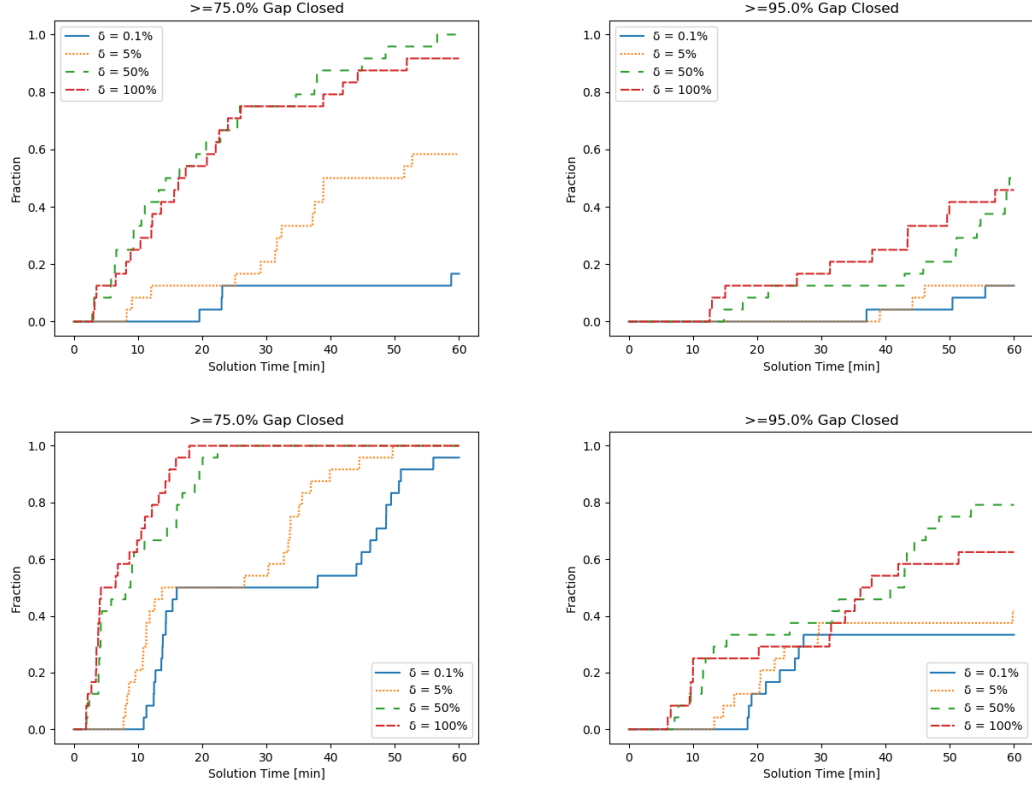 >=75.0% Gap Closed
1.0
0.8
0.6
0.4
0.2
0.0
Fraction
δ = 0.1%
δ = 5%
δ = 50%
δ = 100%
0 10 20 30 40 50 60
Solution Time [min]
>=95.0% Gap Closed
1.0
0.8
0.6
0.4
0.2
0.0
Fraction
δ = 0.1%
δ = 5%
δ = 50%
δ = 100%
0 10 20 30 40 50 60
Solution Time [min]
>=75.0% Gap Closed
1.0
0.8
0.6
0.4
0.2
0.0
Fraction
δ = 0.1%
δ = 5%
δ = 50%
δ = 100%
0 10 20 30 40 50 60
Solution Time [min]
>=95.0% Gap Closed
1.0
0.8
0.6
0.4
0.2
0.0
Fraction
δ = 0.1%
δ = 5%
δ = 50%
δ = 100%
0 10 20 30 40 50 60
Solution Time [min]